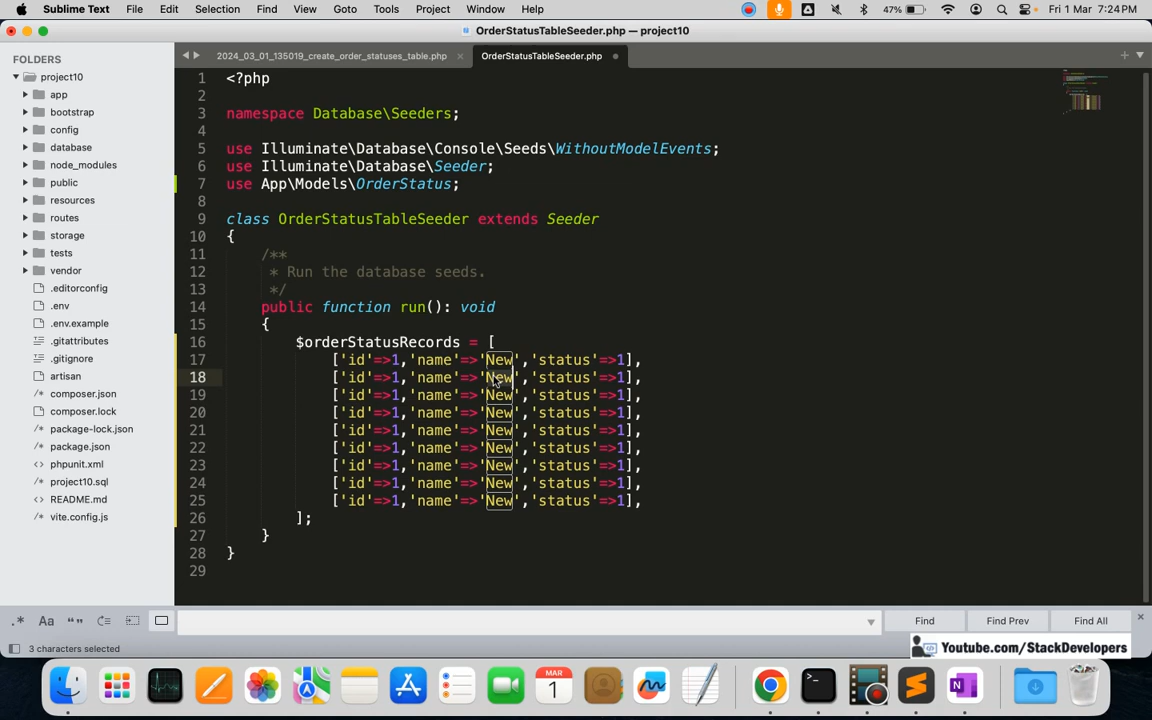 Sublime Text File Edit Selection Find View Goto Tools Project Window Help 47% Fri 1 Mar 7:24PM
OrderStatusTableSeeder.php — project10
FOLDERS
project10
app
bootstrap
config
database
node_modules
public
resources
routes
storage
tests
vendor
.editorconfig
.env
.env.example
.gitattributes
.gitignore
artisan
composer.json
composer.lock
package-lock.json
package.json
phpunit.xml
project10.sql
README.md
vite.config.js
2024_03_01_135019_create_order_statuses_table.php
OrderStatusTableSeeder.php
1 <?php
2
3 namespace Database\Seeders;
4
5 use Illuminate\Database\Console\Seeds\WithoutModelEvents;
6 use Illuminate\Database\Seeder;
7 use App\Models\OrderStatus;
8
9 class OrderStatusTableSeeder extends Seeder
10 {
11 /**
12 * Run the database seeds.
13 */
14 public function run(): void
15 {
16 $orderStatusRecords = [
17 ['id'=>1,'name'=>'New','status'=>1],
18 ['id'=>1,'name'=>'New','status'=>1],
19 ['id'=>1,'name'=>'New','status'=>1],
20 ['id'=>1,'name'=>'New','status'=>1],
21 ['id'=>1,'name'=>'New','status'=>1],
22 ['id'=>1,'name'=>'New','status'=>1],
23 ['id'=>1,'name'=>'New','status'=>1],
24 ['id'=>1,'name'=>'New','status'=>1],
25 ['id'=>1,'name'=>'New','status'=>1],
26 ];
27 }
28 }
29
.* Aa "" Find Find Prev Find All
3 characters selected
Youtube.com/StackDevelopers
MAR
1